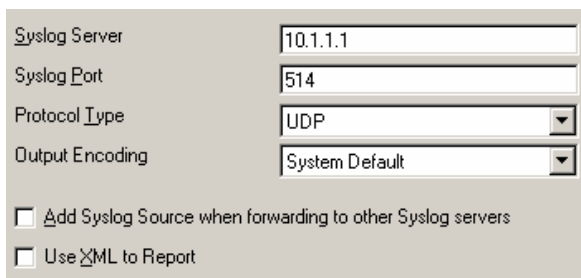 Syslog Server 10.1.1.1
Syslog Port 514
Protocol Type UDP
Output Encoding System Default
Add Syslog Source when forwarding to other Syslog servers
Use XML to Report